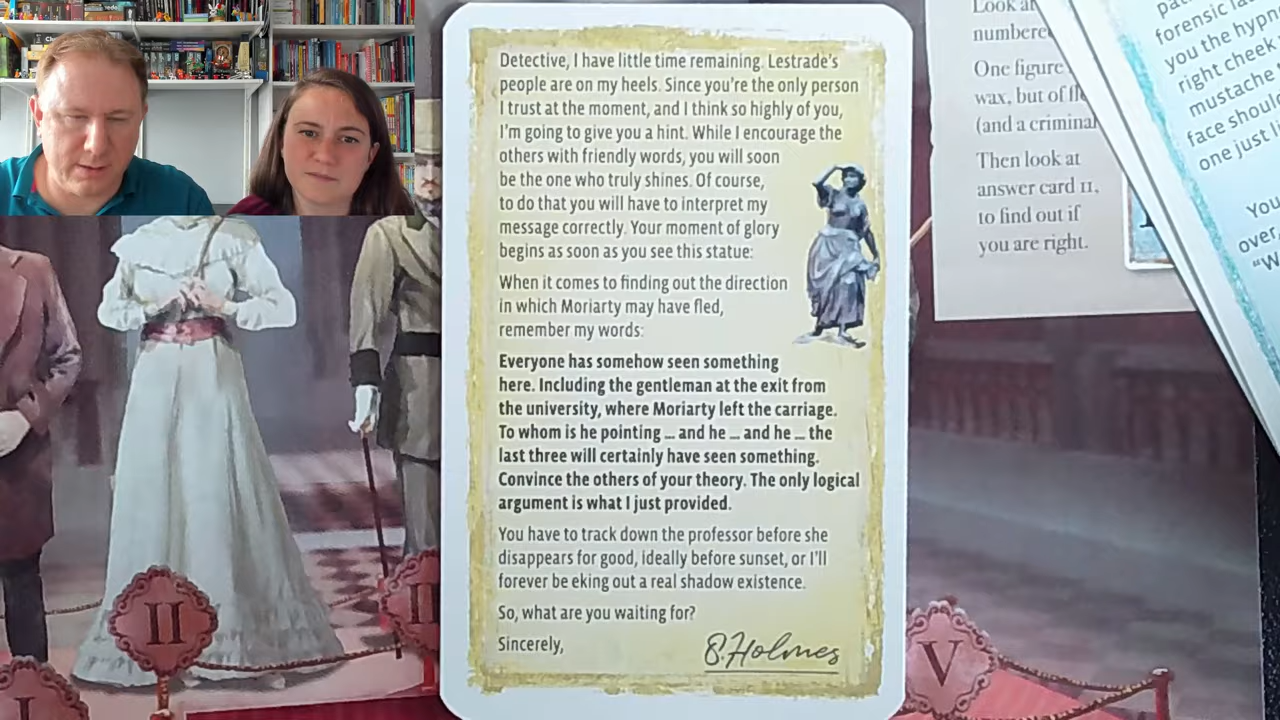 Detective, I have little time remaining. Lestrade's
people are on my heels. Since you're the only person
I trust at the moment, and I think so highly of you,
I'm going to give you a hint. While I encourage the
others with friendly words, you will soon
be the one who truly shines. Of course,
to do that you will have to interpret my
message correctly. Your moment of glory
begins as soon as you see this statue:
When it comes to finding out the direction
in which Moriarty may have fled,
remember my words:
Everyone has somehow seen something
here. Including the gentleman at the exit from
the university, where Moriarty left the carriage.
To whom is he pointing ... and he ... and he ... the
last three will certainly have seen something.
Convince the others of your theory. The only logical
argument is what I just provided.
You have to track down the professor before she
disappears for good, ideally before sunset, or I'll
forever be eking out a real shadow existence.
So, what are you waiting for?
Sincerely,
S. Holmes
Look at
numbered
One figure
wax, but of
(and a criminal
Then look at
answer card 11,
to find out if
you are right.
forensic
you the
right cheek
mustache
face should
one just
You
over,
II
V
I